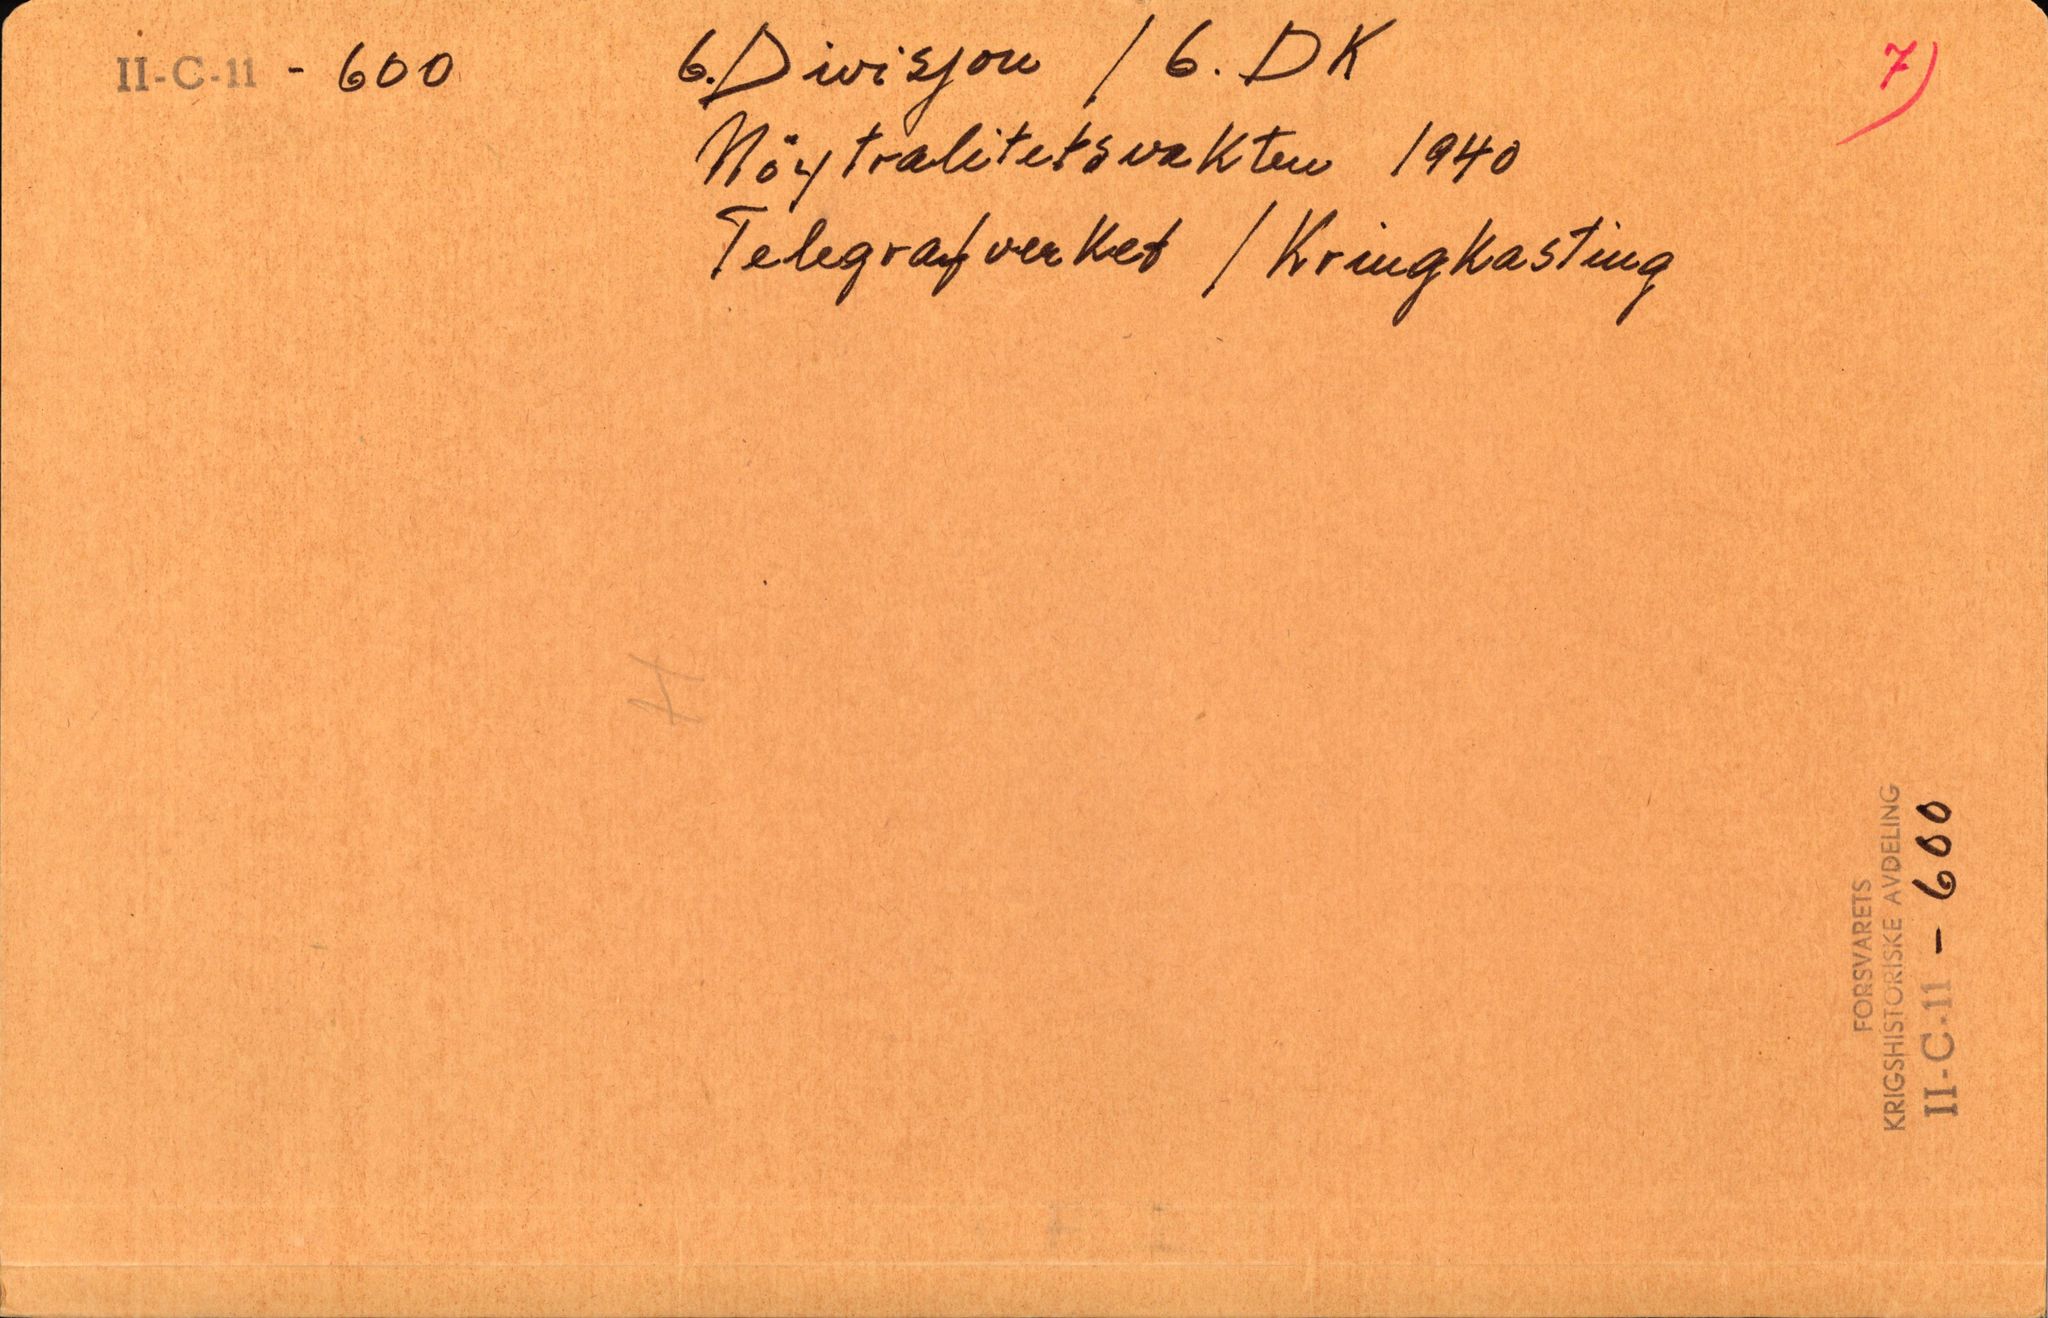 II-C-11 - 600
6. Divisjon / 6. DK
7)
Nöytralitetsvakten 1940
Telegrafverket / Kringkasting
H
FORSVARETS
KRIGSHISTORISKE AVDELING
II-C-11 - 600